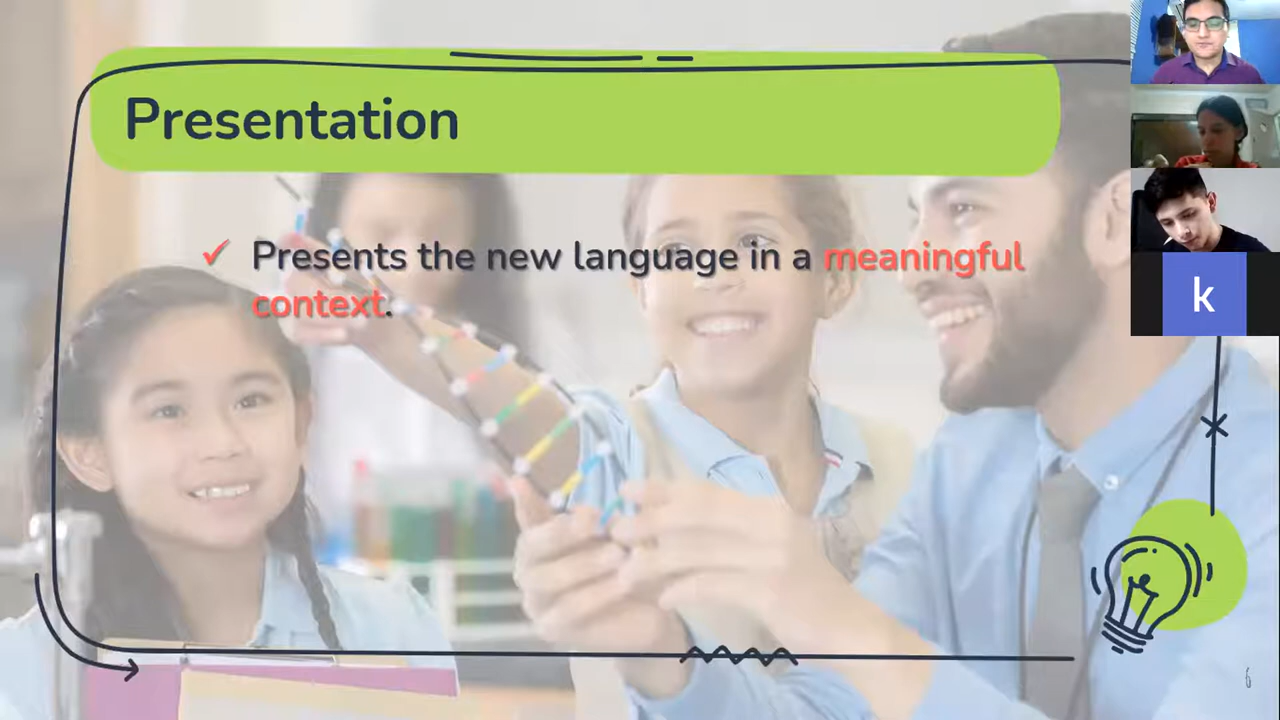 Presentation
✓ Presents the new language in a meaningful
context.
k
6